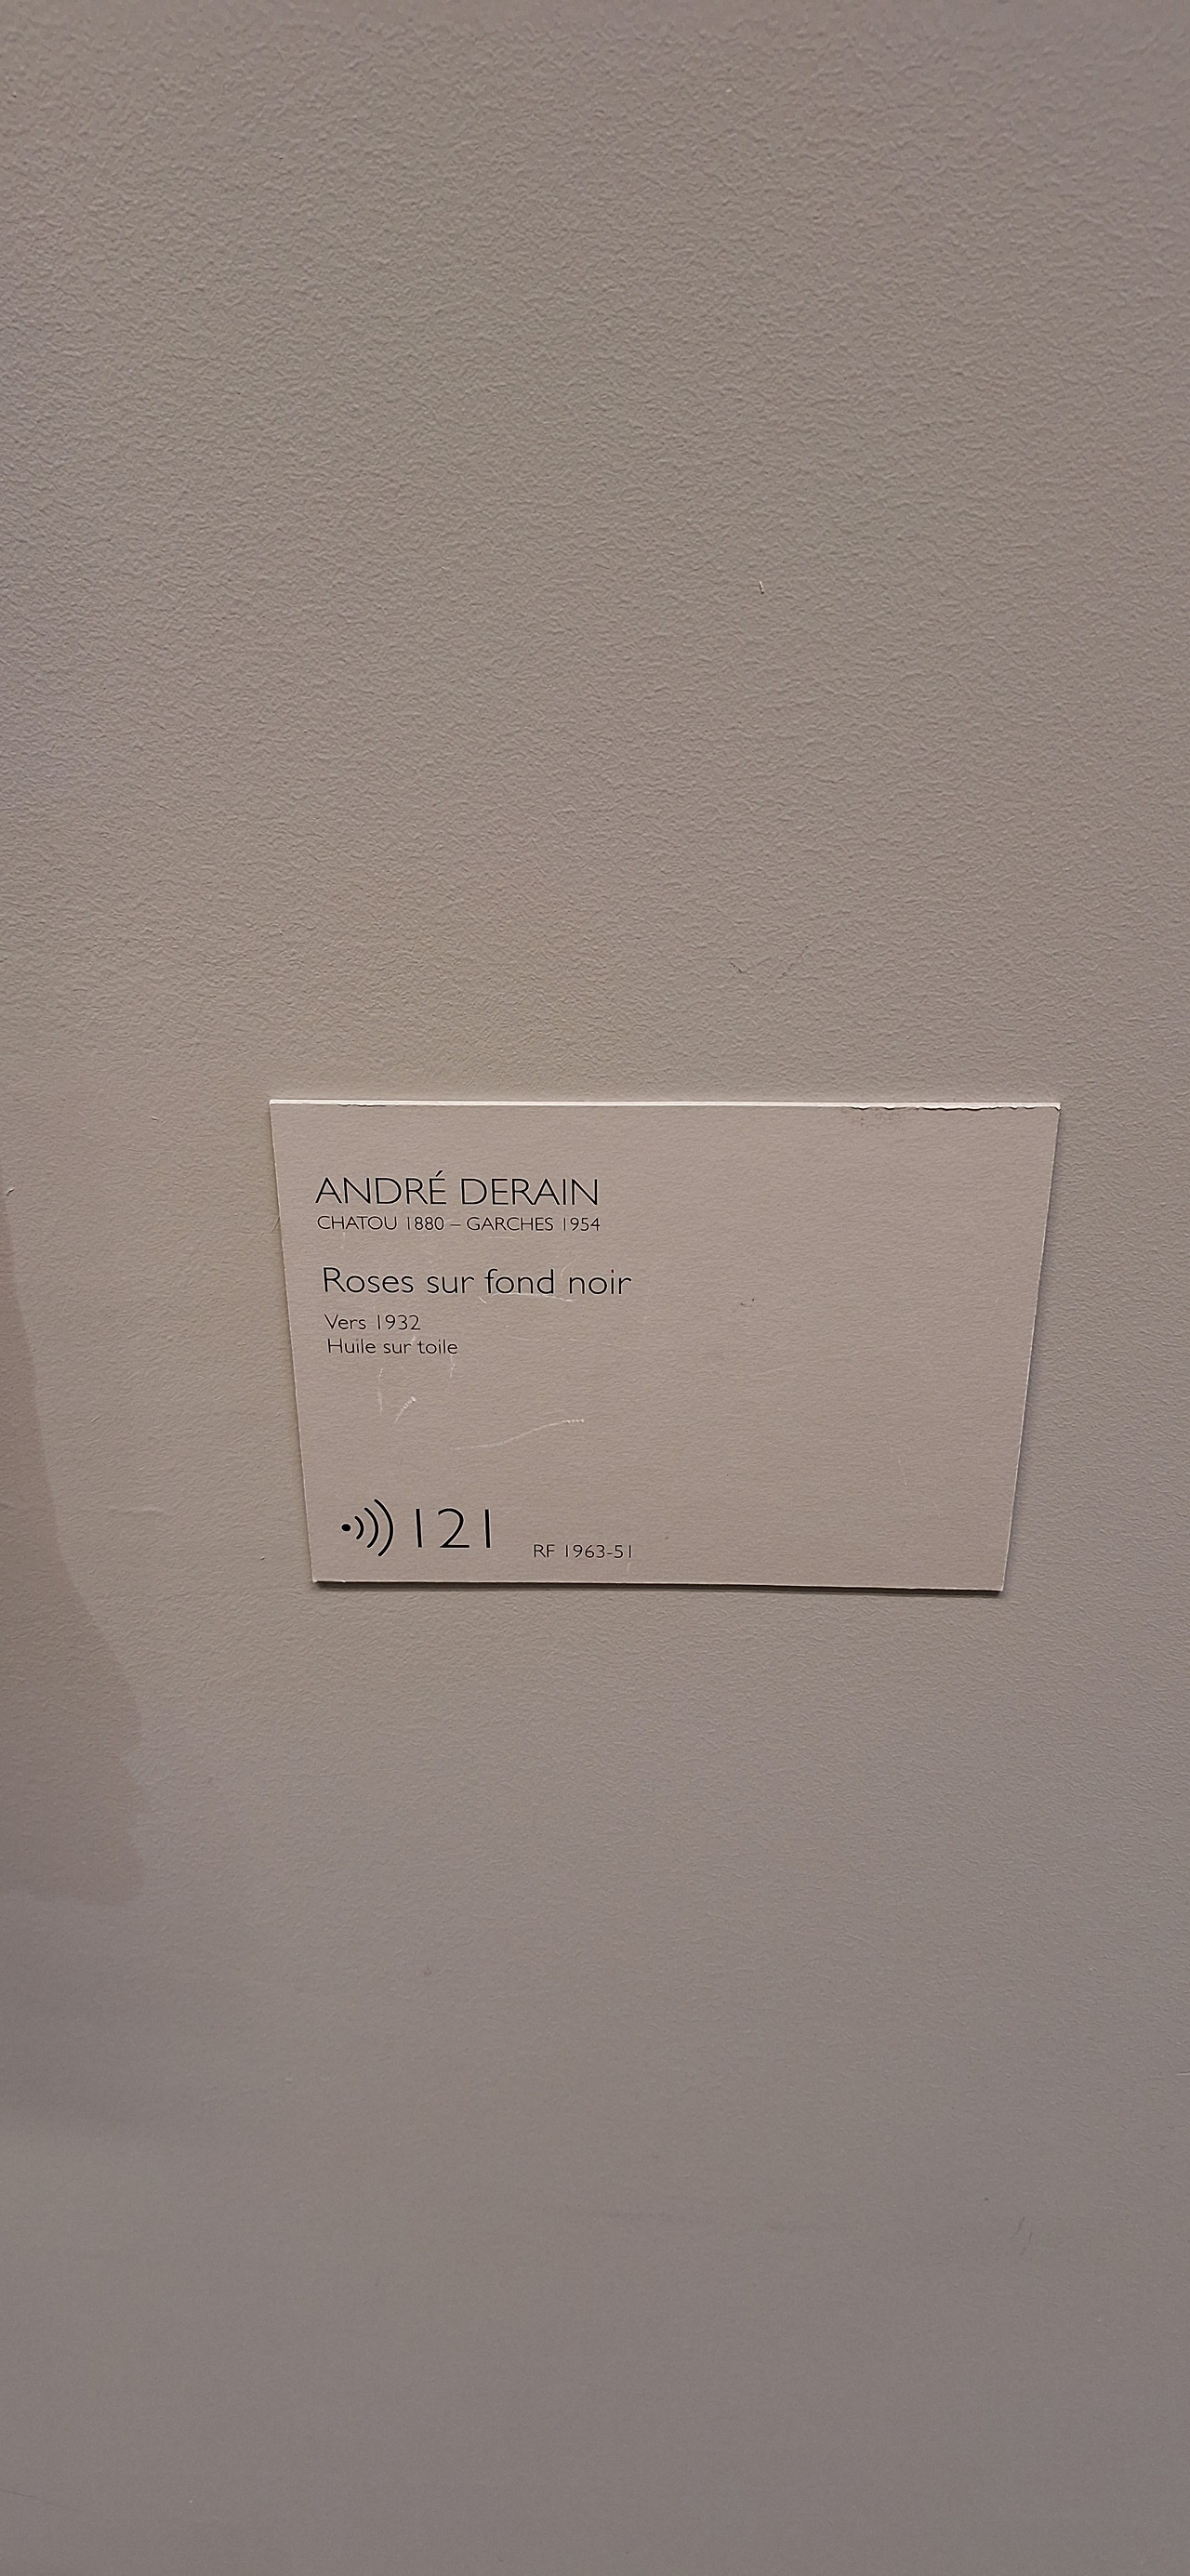 ANDRÉ DERAIN
CHATOU 1880 – GARCHES 1954
Roses sur fond noir
Vers 1932
Huile sur toile
121
RF 1963-51